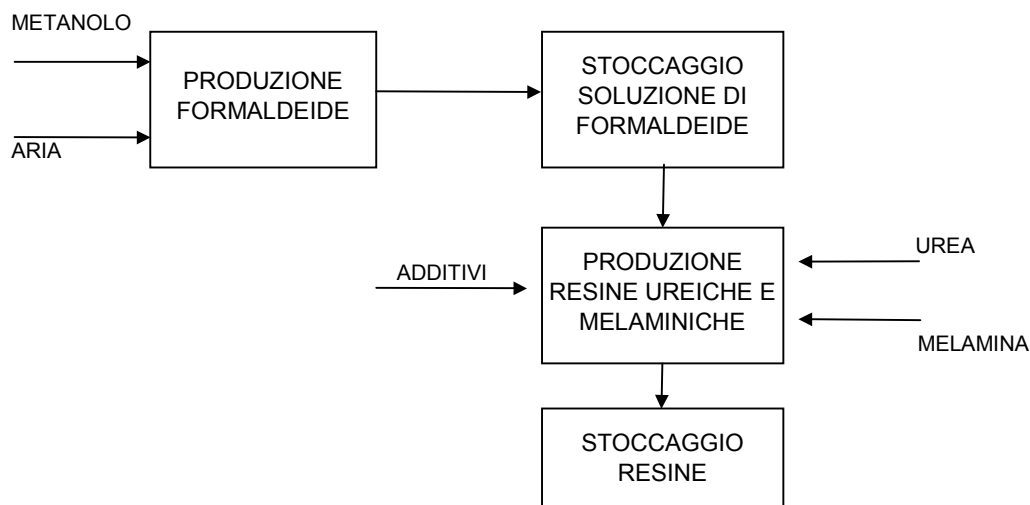 METANOLO
ARIA
PRODUZIONE
FORMALDEIDE
STOCCAGGIO
SOLUZIONE DI
FORMALDEIDE
ADDITIVI
PRODUZIONE
RESINE UREICHE E
MELAMINICHE
UREA
MELAMINA
STOCCAGGIO
RESINE